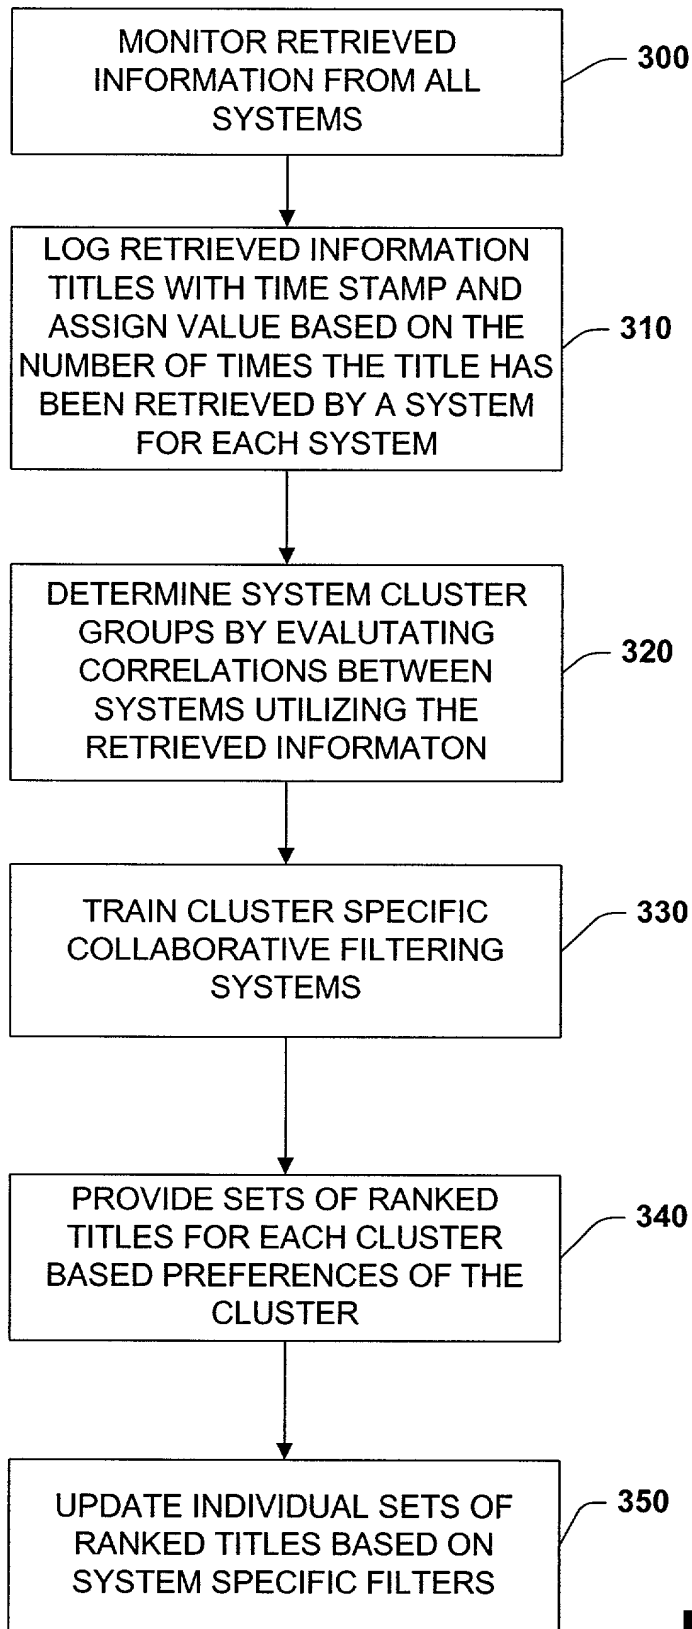 MONITOR RETRIEVED
INFORMATION FROM ALL
SYSTEMS
300
LOG RETRIEVED INFORMATION
TITLES WITH TIME STAMP AND
ASSIGN VALUE BASED ON THE
NUMBER OF TIMES THE TITLE HAS
BEEN RETRIEVED BY A SYSTEM
FOR EACH SYSTEM
310
DETERMINE SYSTEM CLUSTER
GROUPS BY EVALUTATING
CORRELATIONS BETWEEN
SYSTEMS UTILIZING THE
RETRIEVED INFORMATON
320
TRAIN CLUSTER SPECIFIC
COLLABORATIVE FILTERING
SYSTEMS
330
PROVIDE SETS OF RANKED
TITLES FOR EACH CLUSTER
BASED PREFERENCES OF THE
CLUSTER
340
UPDATE INDIVIDUAL SETS OF
RANKED TITLES BASED ON
SYSTEM SPECIFIC FILTERS
350